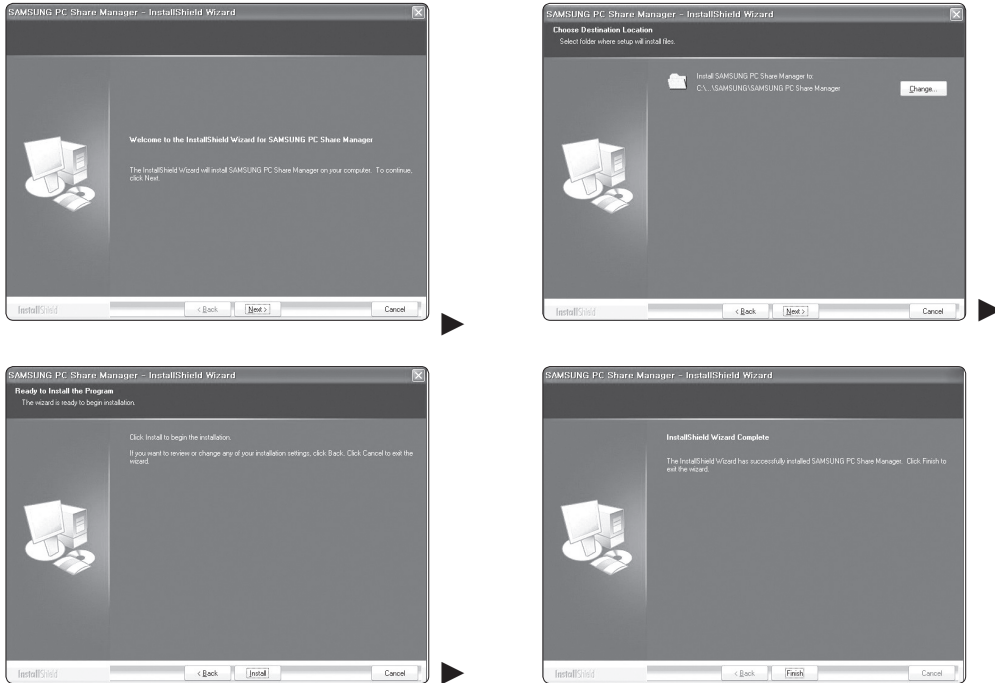 SAMSUNG PC Share Manager - InstallShield Wizard
Welcome to the InstallShield Wizard for SAMSUNG PC Share Manager
The InstallShield Wizard will install SAMSUNG PC Share Manager on your computer. To continue,
click Next
InstallShield
< Back
Next >
Cancel
SAMSUNG PC Share Manager - InstallShield Wizard
Choose Destination Location
Select folder where setup will install files.
Install SAMSUNG PC Share Manager to:
C:\...\SAMSUNG\SAMSUNG PC Share Manager
Change...
InstallShield
< Back
Next >
Cancel
SAMSUNG PC Share Manager - InstallShield Wizard
Ready to Install the Program
The wizard is ready to begin installation.
Click Install to begin the installation.
If you want to review or change any of your installation settings, click Back. Click Cancel to exit the
wizard.
InstallShield
< Back
Install
Cancel
SAMSUNG PC Share Manager - InstallShield Wizard
InstallShield Wizard Complete
The InstallShield Wizard has successfully installed SAMSUNG PC Share Manager. Click Finish to
exit the wizard.
InstallShield
< Back
Finish
Cancel